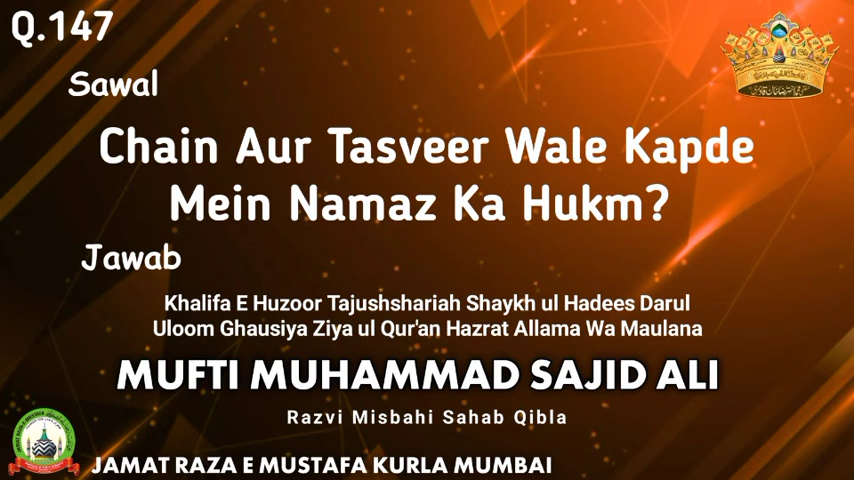 Q.147
Sawal
Chain Aur Tasveer Wale Kapde
Mein Namaz Ka Hukm?
Jawab
Khalifa E Huzoor Tajushshariah Shaykh ul Hadees Darul
Uloom Ghausiya Ziya ul Qur'an Hazrat Allama Wa Maulana
MUFTI MUHAMMAD SAJID ALI
Razvi Misbahi Sahab Qibla
JAMAT RAZA E MUSTAFA KURLA MUMBAI